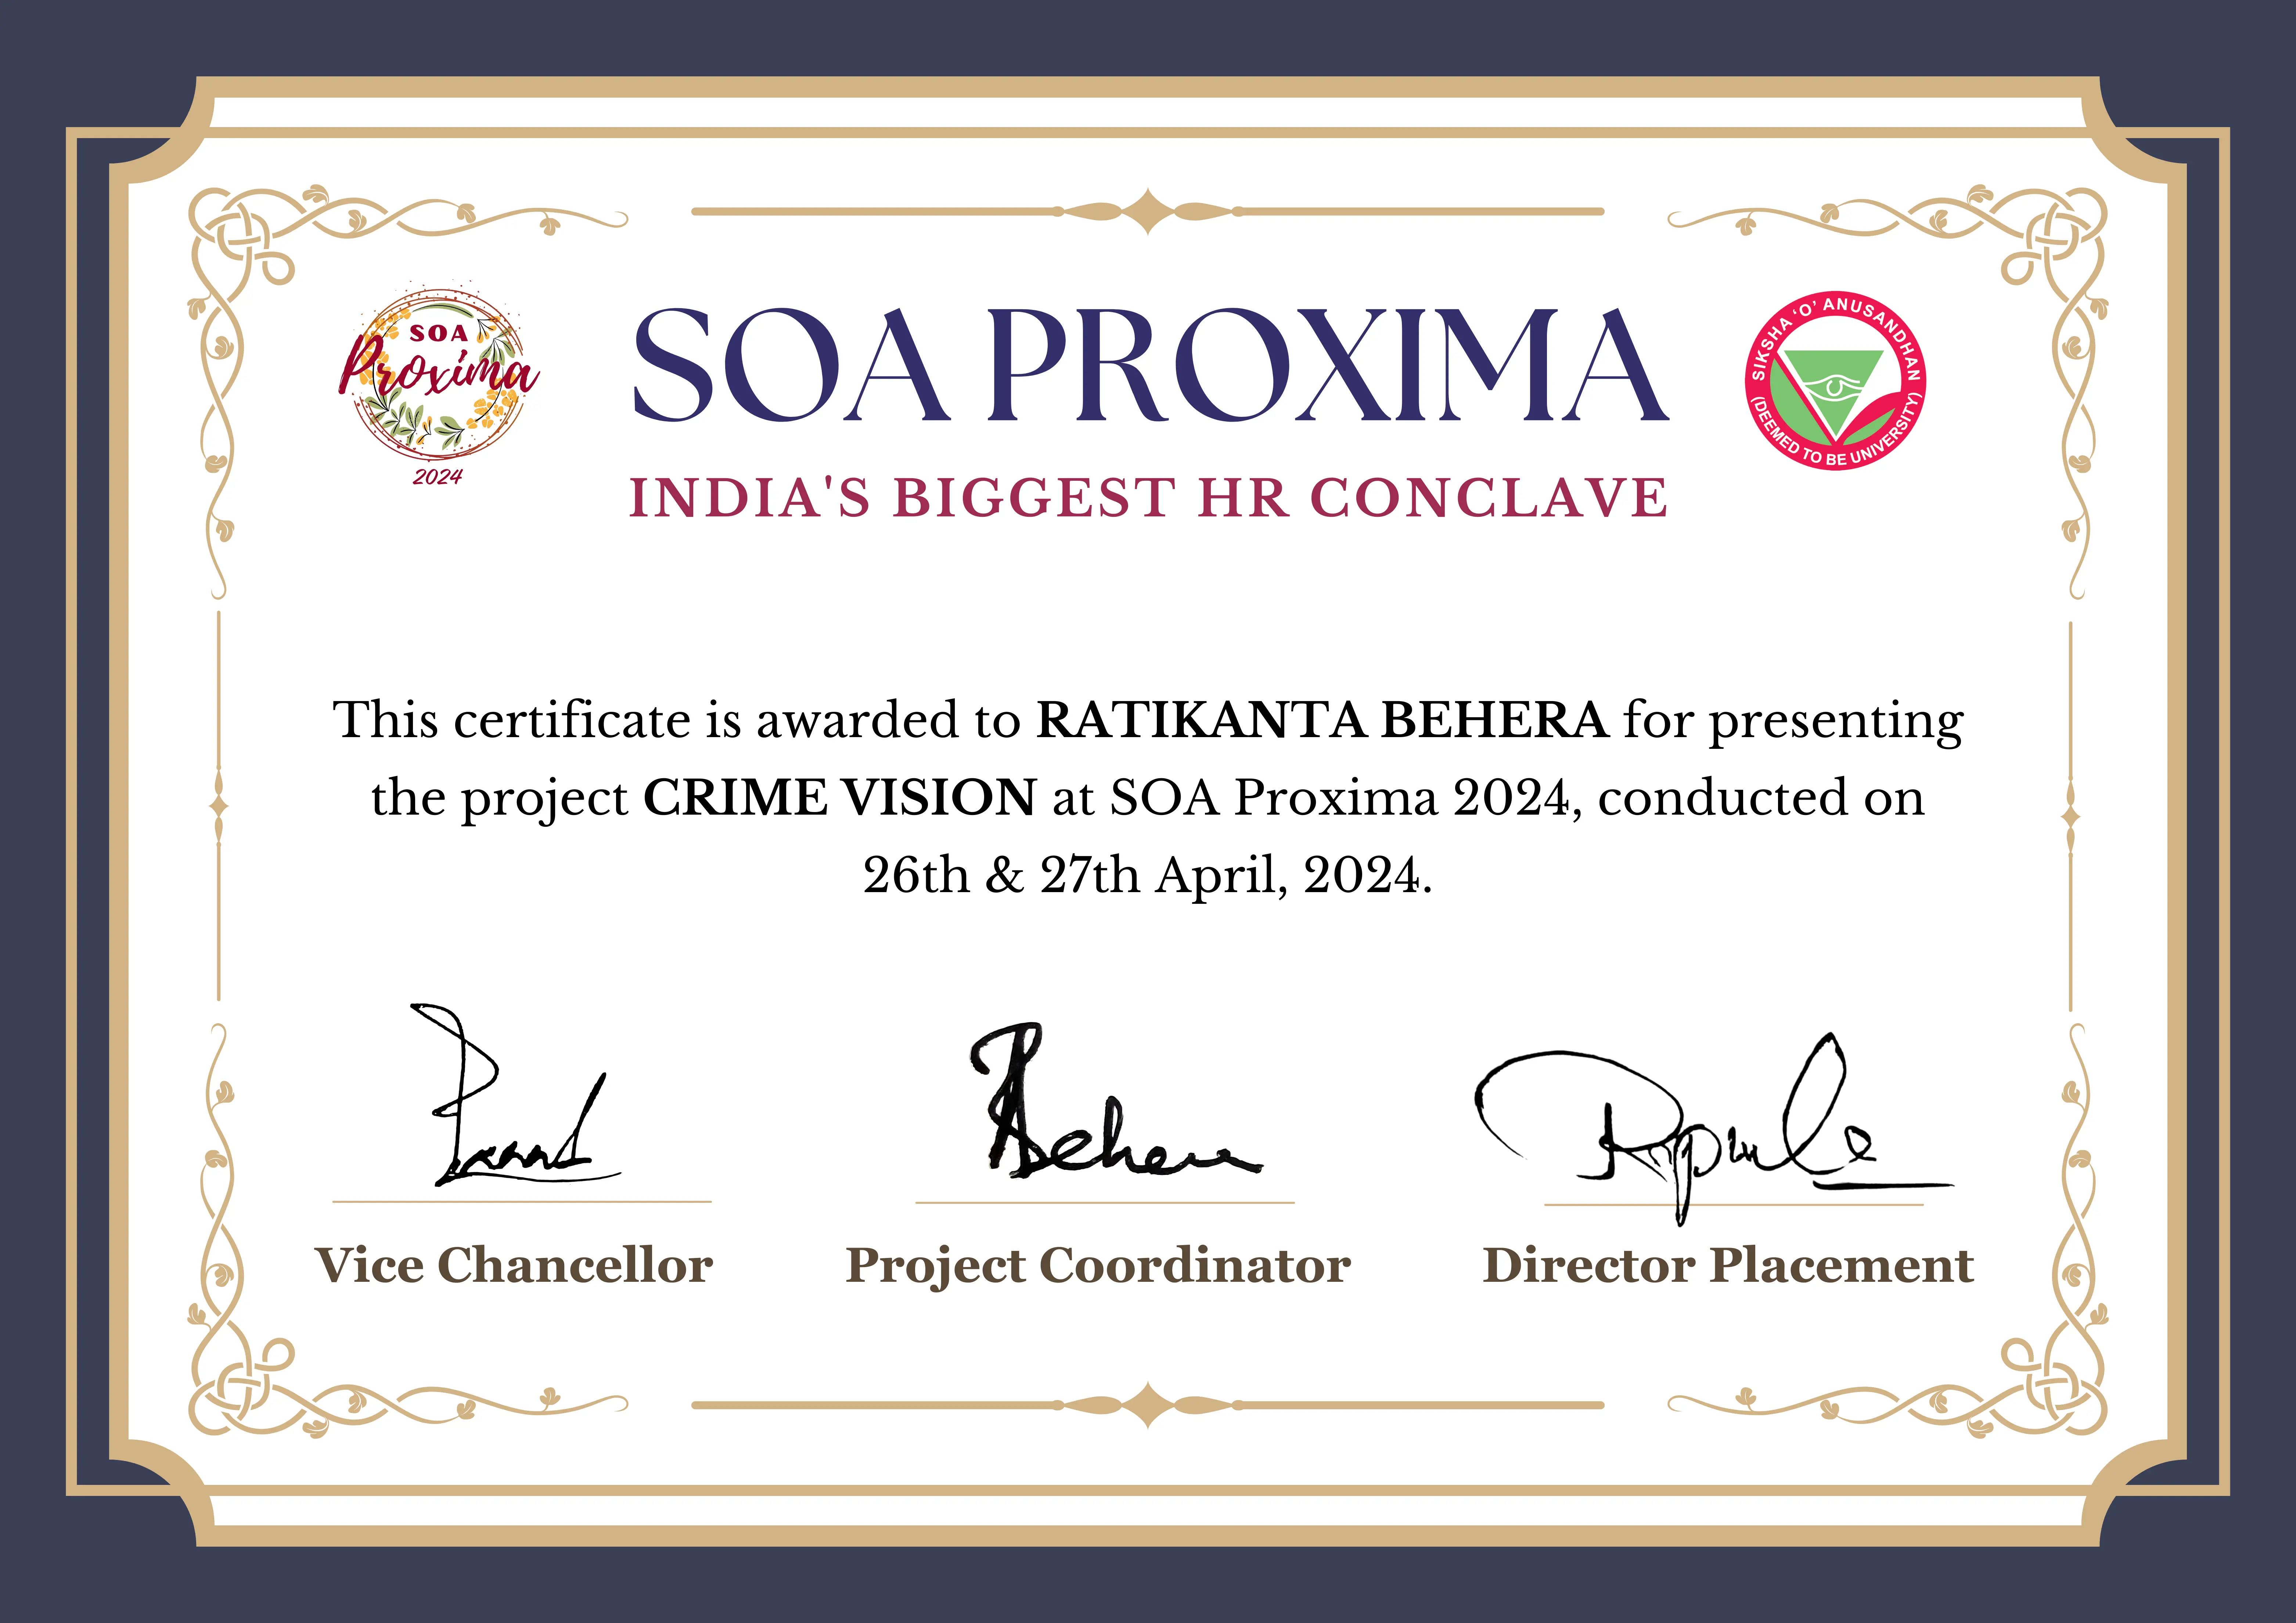 SOA
Proxima
2024
SOA PROXIMA
INDIA'S BIGGEST HR CONCLAVE
SIKSHA 'O' ANUSANDHAN
(DEEMED TO BE UNIVERSITY)
This certificate is awarded to RATIKANTA BEHERA for presenting
the project CRIME VISION at SOA Proxima 2024, conducted on
26th & 27th April, 2024.
Vice Chancellor
Project Coordinator
Director Placement